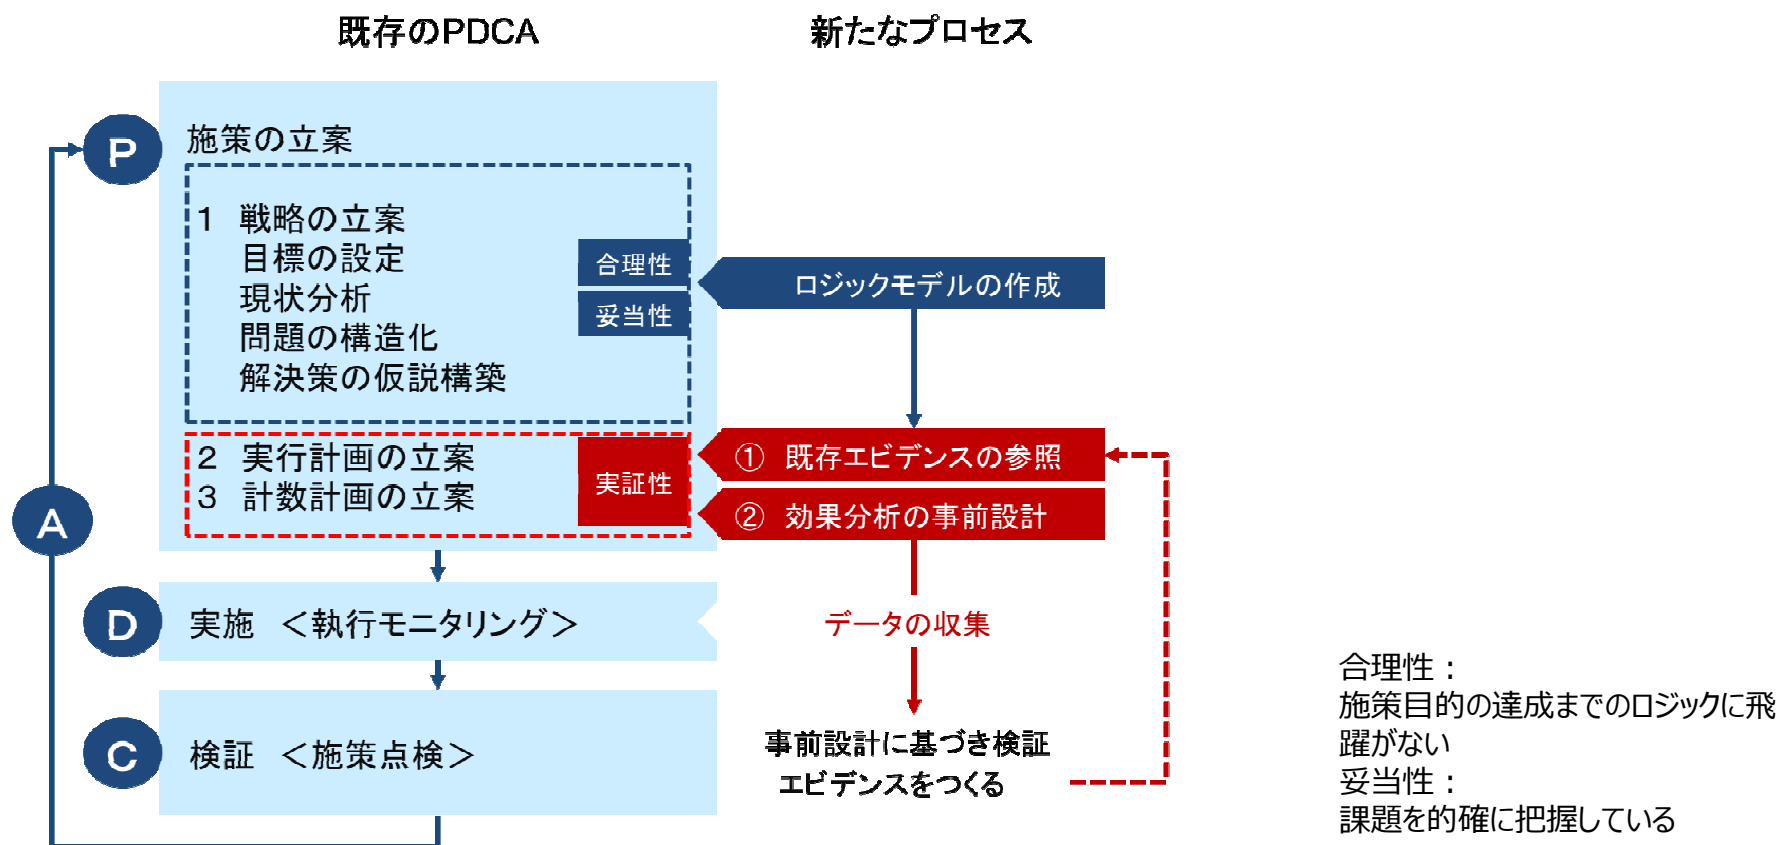 既存のPDCA
新たなプロセス
P
施策の立案
1 戦略の立案
目標の設定
現状分析
問題の構造化
解決策の仮説構築
合理性
妥当性
ロジックモデルの作成
2 実行計画の立案
3 計数計画の立案
実証性
① 既存エビデンスの参照
② 効果分析の事前設計
A
D
実施 <執行モニタリング>
データの収集
C
検証 <施策点検>
事前設計に基づき検証
エビデンスをつくる
合理性：
施策目的の達成までのロジックに飛
躍がない
妥当性：
課題を的確に把握している